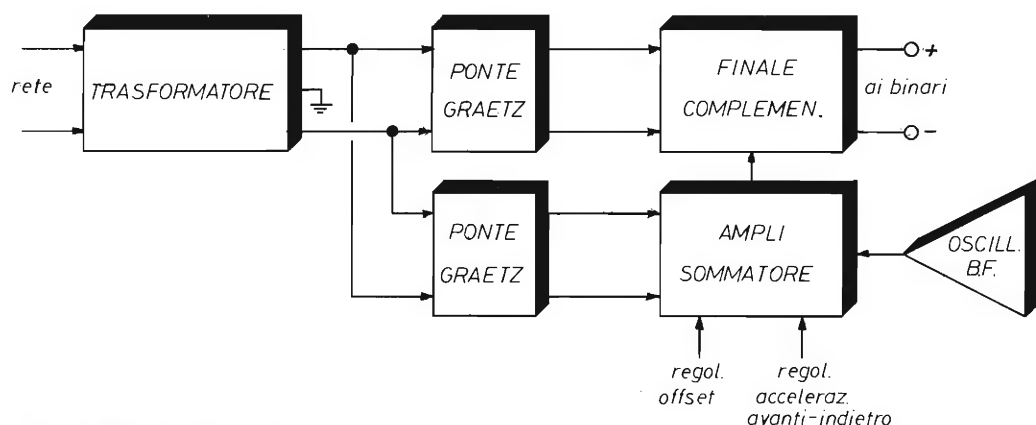 rete
TRASFORMATORE
PONTE
GRAETZ
FINALE
COMPLEMEN.
+
ai binari
-
PONTE
GRAETZ
AMPLI
SOMMATORE
OSCILL.
B.F.
regol.
offset
regol.
acceleraz.
avanti-indietro